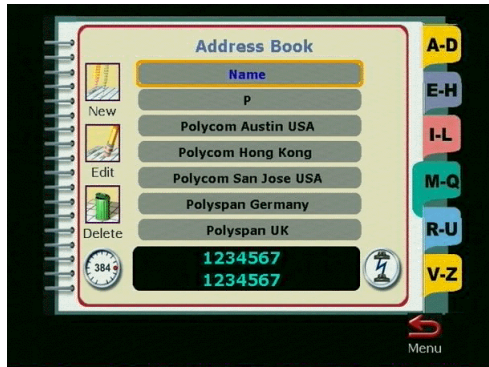 Address Book
Name
P
Polycom Austin USA
Polycom Hong Kong
Polycom San Jose USA
Polyspan Germany
Polyspan UK
1234567
1234567
New
Edit
Delete
384
A-D
E-H
I-L
M-Q
R-U
V-Z
Menu